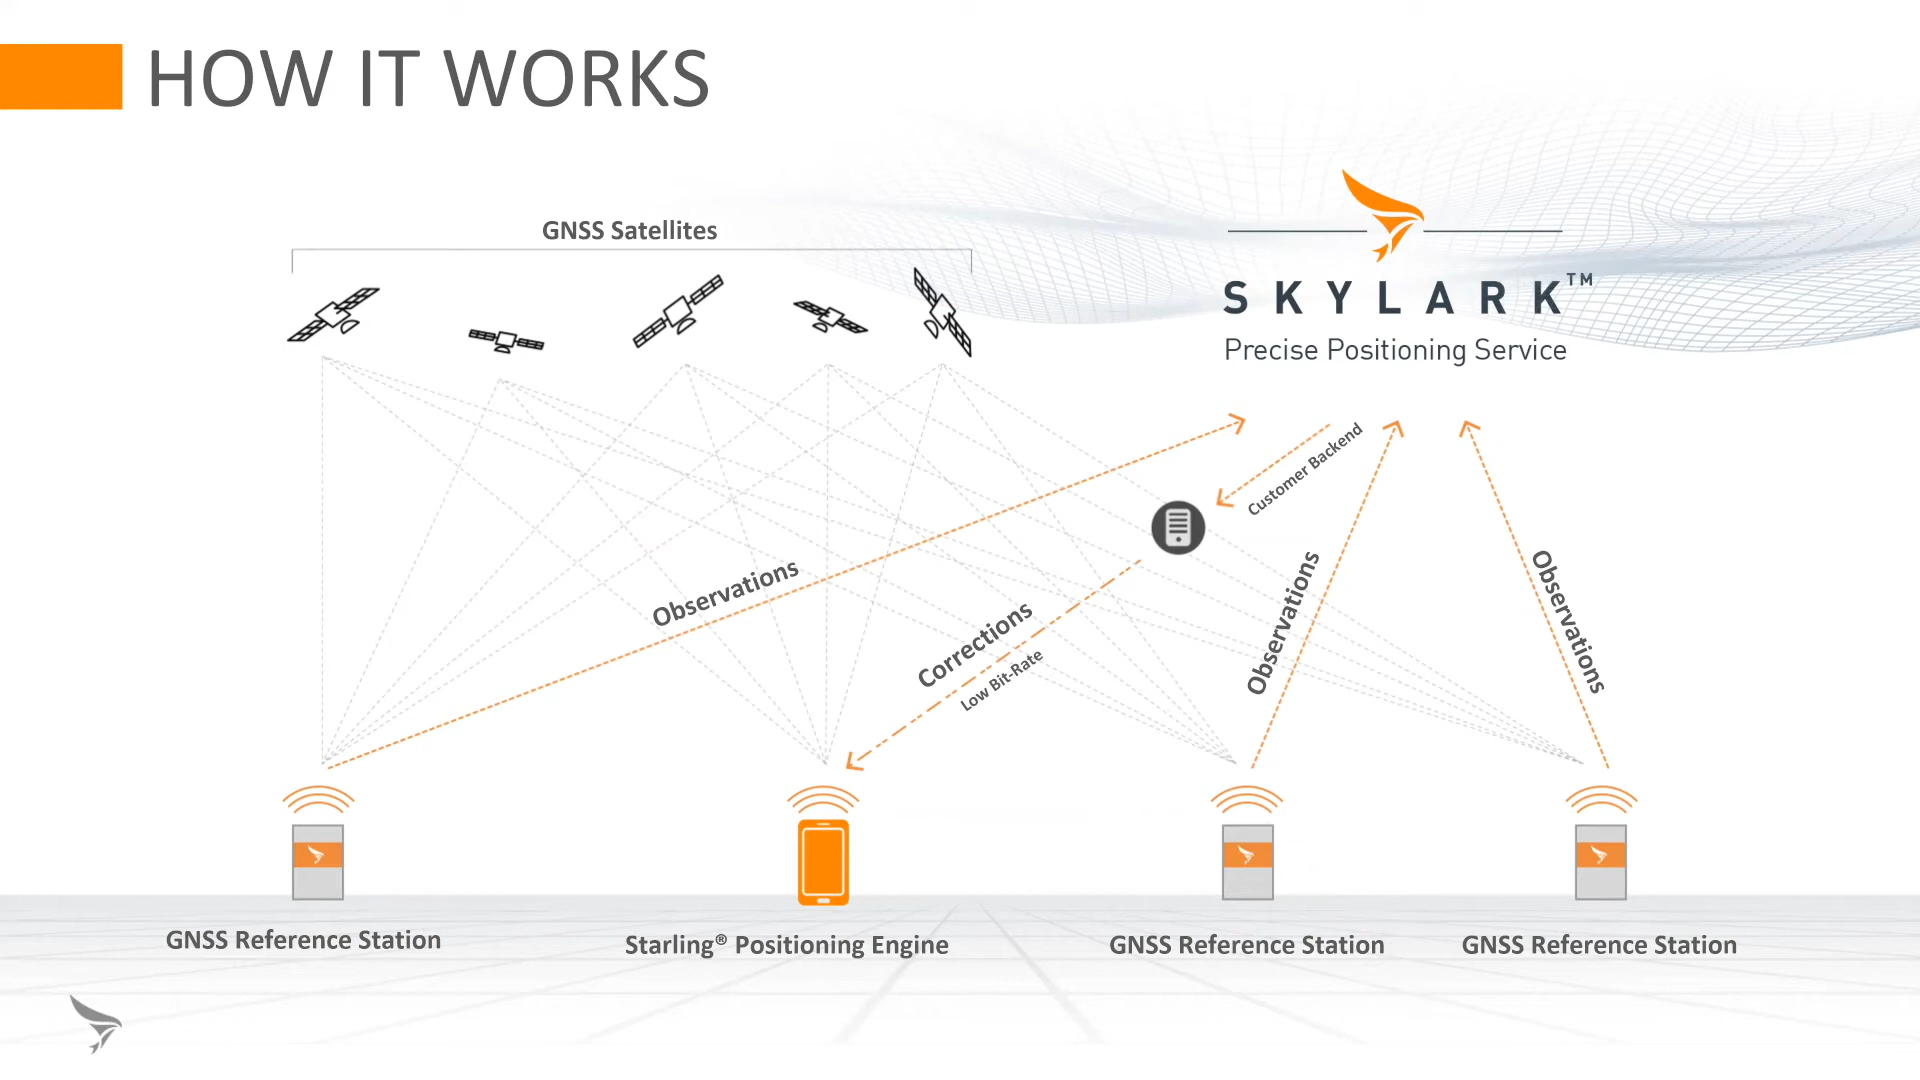 HOW IT WORKS
GNSS Satellites
SKYLARK™
Precise Positioning Service
Customer Backend
Observations
Corrections
Low Bit-Rate
Observations
Observations
GNSS Reference Station
Starling® Positioning Engine
GNSS Reference Station
GNSS Reference Station